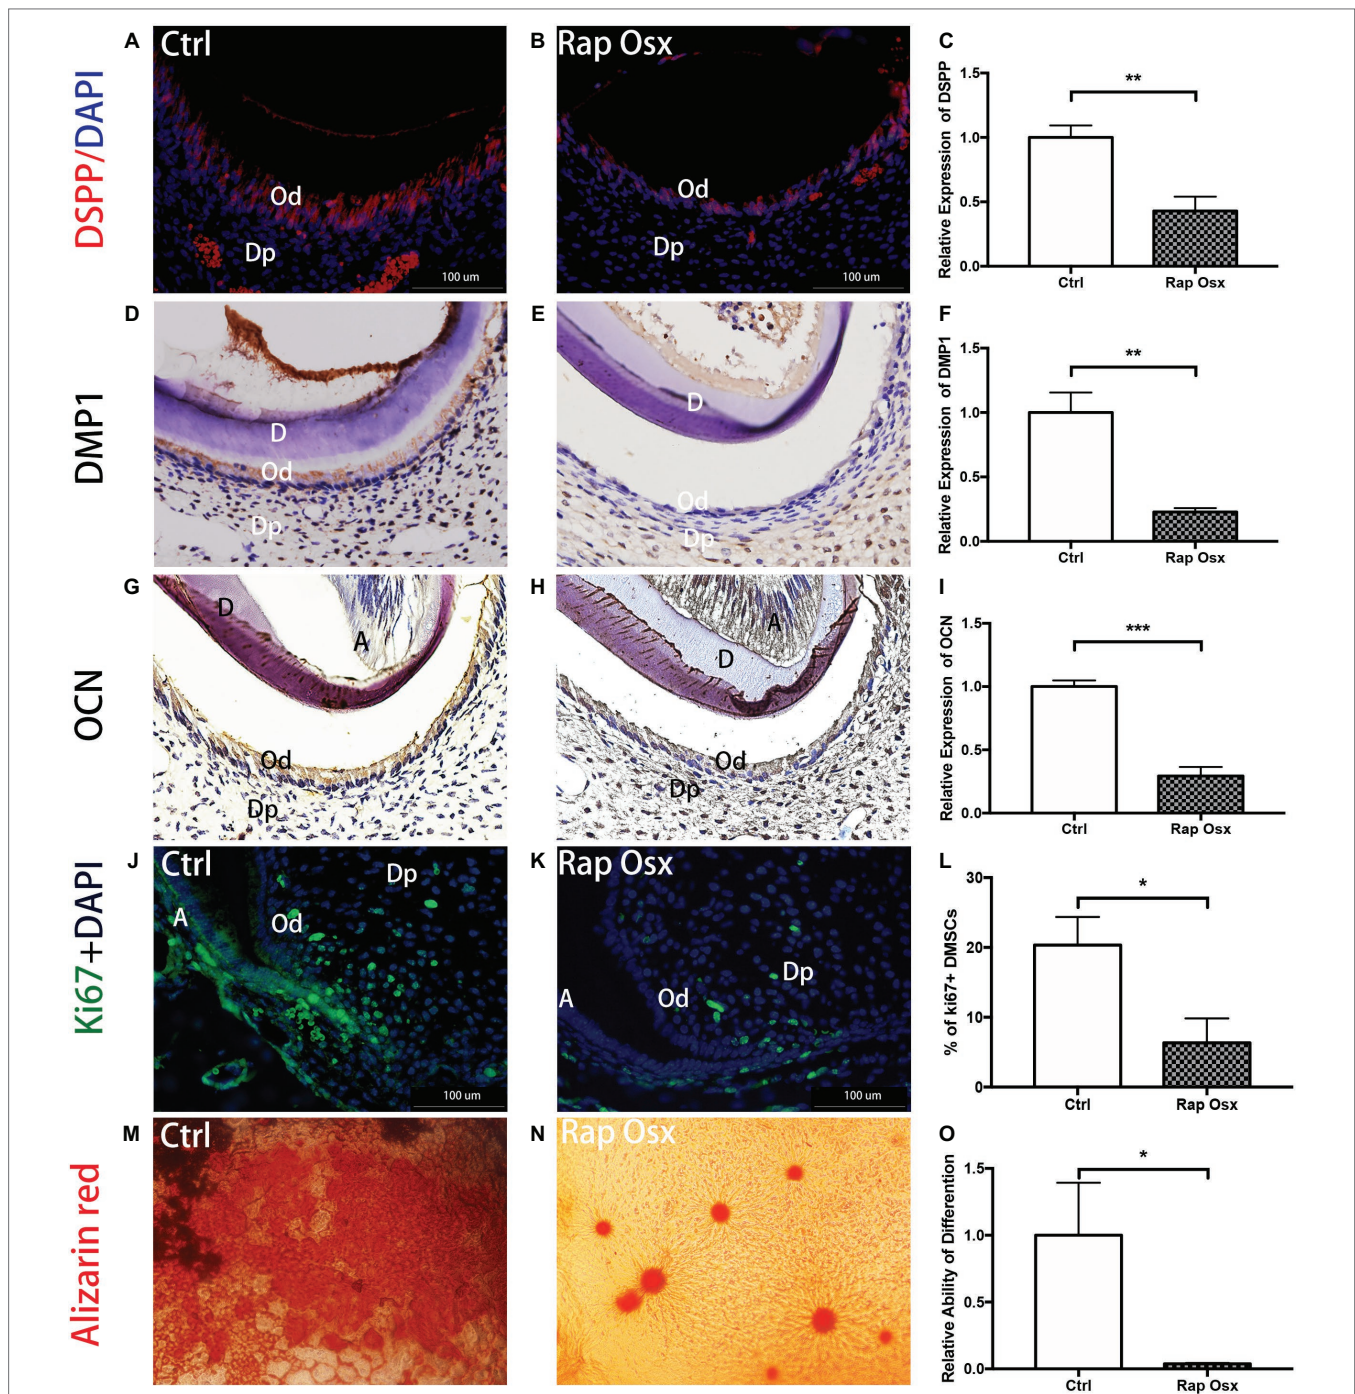 A
Ctrl
B
Rap Osx
C
DSPP/DAPI
Od
Dp
100 um
Od
Dp
100 um
Relative Expression of DSPP
1.5
1.0
0.5
0.0
**
Ctrl
Rap Osx
D
E
F
DMP1
D
Od
Dp
D
Od
Dp
Relative Expression of DMP1
1.5
1.0
0.5
0.0
**
Ctrl
Rap Osx
G
H
I
OCN
D
A
Od
Dp
A
D
Od
Dp
Relative Expression of OCN
1.5
1.0
0.5
0.0
***
Ctrl
Rap Osx
J
Ctrl
K
Rap Osx
L
Ki67+DAPI
A
Od
Dp
100 um
A
Od
Dp
100 um
% of ki67+ DMSCs
30
20
10
0
*
Ctrl
Rap Osx
M
Ctrl
N
Rap Osx
O
Alizarin red
Relative Ability of Differention
1.5
1.0
0.5
0.0
*
Ctrl
Rap Osx